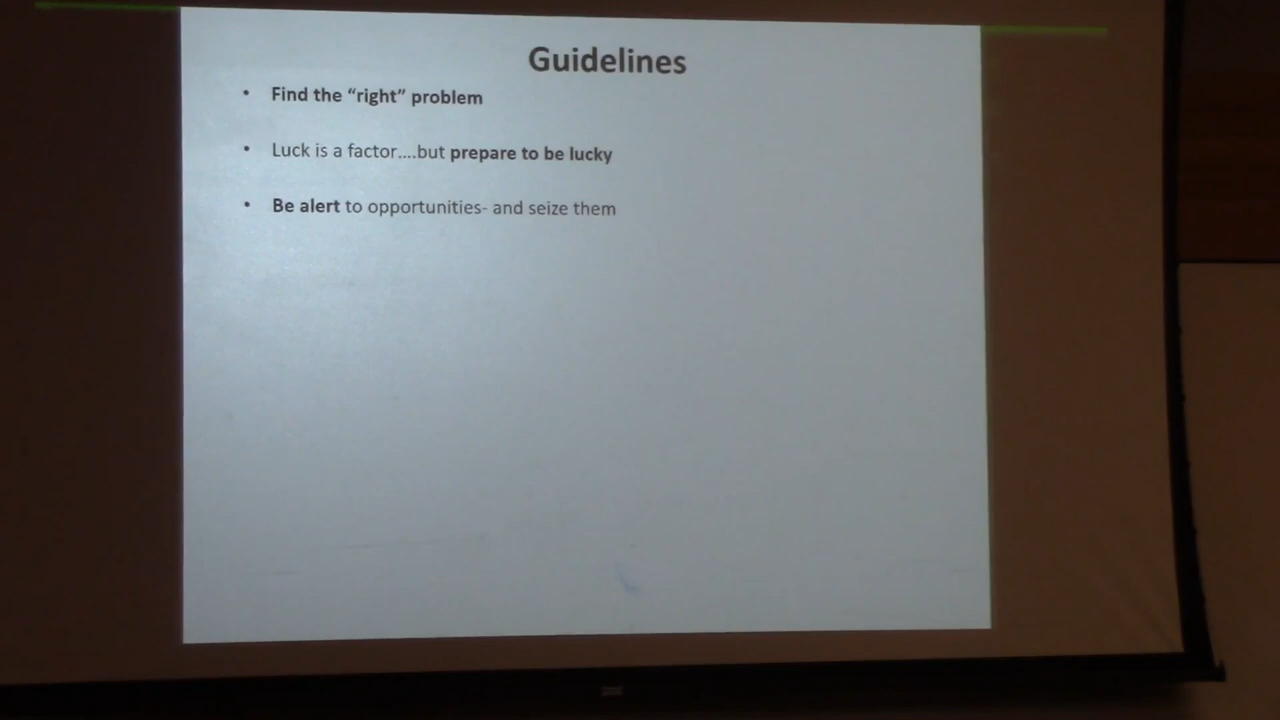 Guidelines
• Find the “right” problem
• Luck is a factor....but prepare to be lucky
• Be alert to opportunities- and seize them